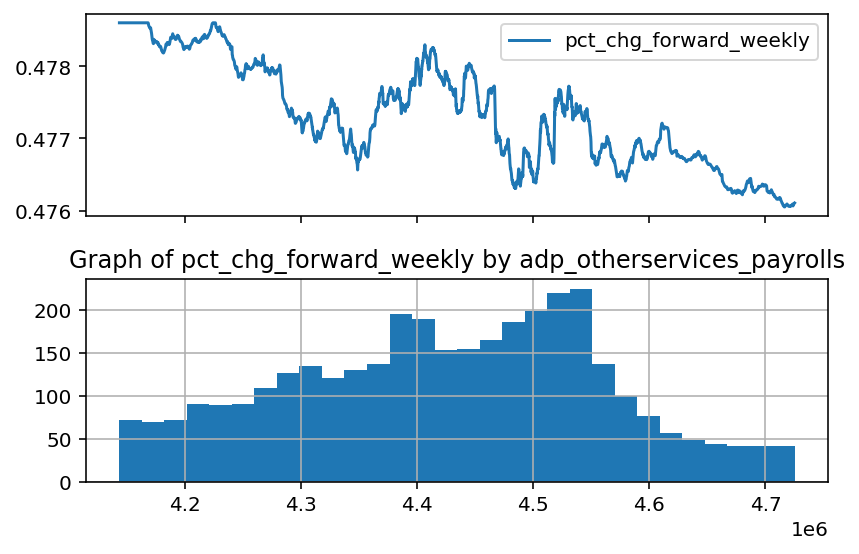 0.478
0.477
0.476
pct_chg_forward_weekly
Graph of pct_chg_forward_weekly by adp_otherservices_payrolls
200
150
100
50
0
4.2 4.3 4.4 4.5 4.6 4.7
1e6